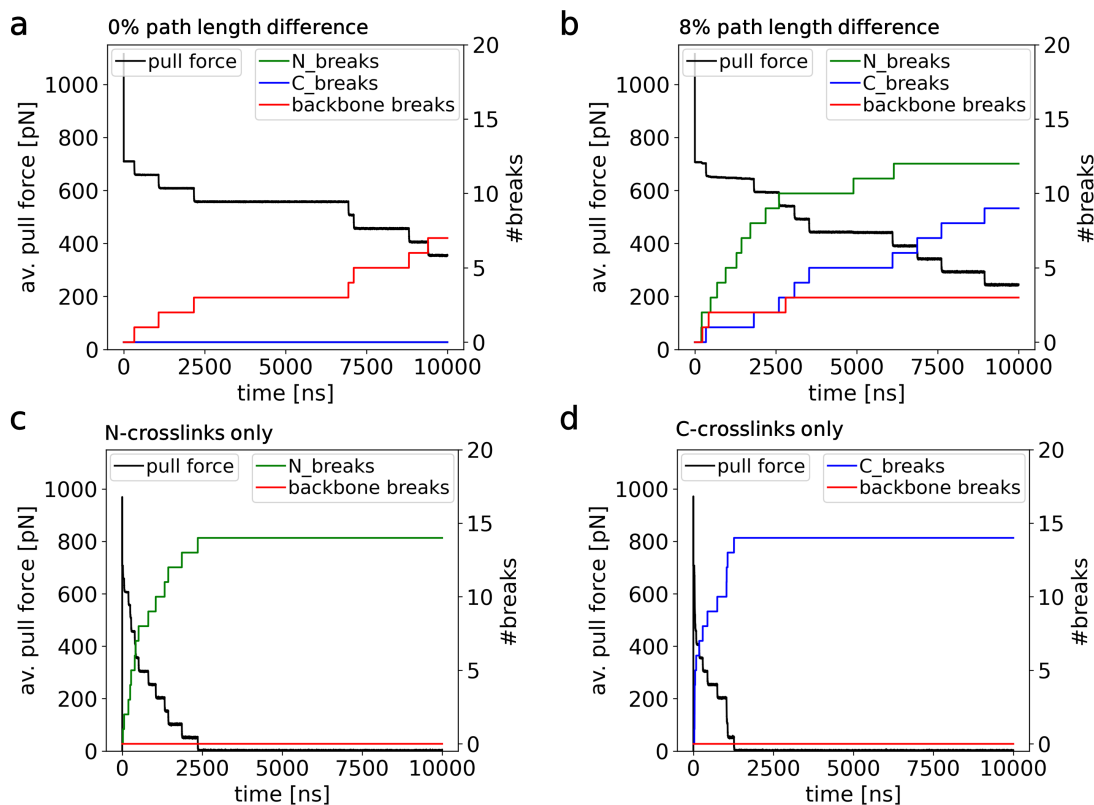 a
0% path length difference
pull force
N_breaks
C_breaks
backbone breaks
av. pull force [pN]
1000
800
600
400
200
0
#breaks
20
15
10
5
0
0 2500 5000 7500 10000
time [ns]
b
8% path length difference
pull force
N_breaks
C_breaks
backbone breaks
av. pull force [pN]
1000
800
600
400
200
0
#breaks
20
15
10
5
0
0 2500 5000 7500 10000
time [ns]
c
N-crosslinks only
pull force
N_breaks
backbone breaks
av. pull force [pN]
1000
800
600
400
200
0
#breaks
20
15
10
5
0
0 2500 5000 7500 10000
time [ns]
d
C-crosslinks only
pull force
C_breaks
backbone breaks
av. pull force [pN]
1000
800
600
400
200
0
#breaks
20
15
10
5
0
0 2500 5000 7500 10000
time [ns]